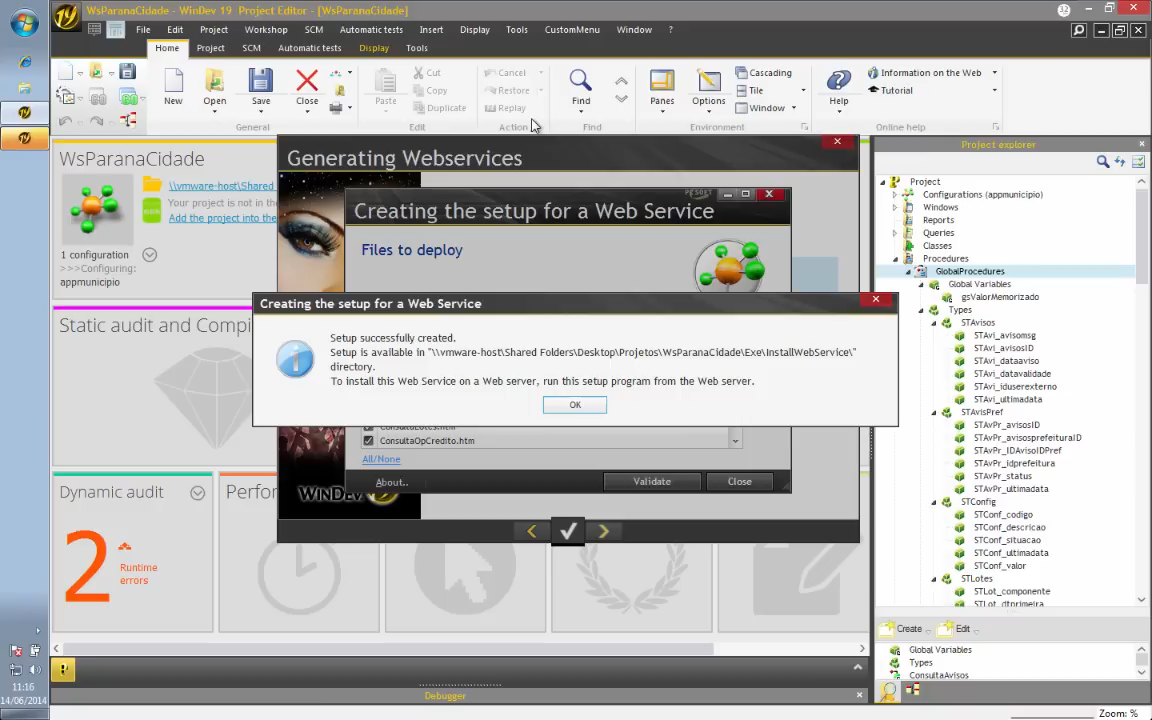 WsParanaCidade - WinDev 19 Project Editor - [WsParanaCidade]
32
File Edit Project Workshop SCM Automatic tests Insert Display Tools CustomMenu Window ?
Home Project SCM Automatic tests Display Tools
New
Open
Save
Close
Paste
Cut
Copy
Duplicate
Cancel
Restore
Replay
Find
Panes
Options
Cascading
Tile
Window
Help
Information on the Web
Tutorial
General
Edit
Action
Find
Environment
Online help
WsParanaCidade
\\vmware-host\Shared
Your project is not in the
Add the project into the
1 configuration
>>>Configuring:
appmunicipio
Static audit and Compi
Dynamic audit
2
Runtime
errors
Perfor
Generating Webservices
WINDEV
PCSOFT
Creating the setup for a Web Service
Files to deploy
ConsultaOpCredito.htm
All/None
About..
Validate
Close
Creating the setup for a Web Service
Setup successfully created.
Setup is available in "\\vmware-host\Shared Folders\Desktop\Projetos\WsParanaCidade\Exe\InstallWebService\"
directory.
To install this Web Service on a Web server, run this setup program from the Web server.
OK
Project explorer
Project
Configurations (appmunicipio)
Windows
Reports
Queries
Classes
Procedures
GlobalProcedures
Global Variables
gsValorMemorizado
Types
STAvisos
STAvi_avisomsg
STAvi_avisosID
STAvi_dataaviso
STAvi_datavalidade
STAvi_iduserexterno
STAvi_ultimadata
STAvisPref
STAvPr_avisosID
STAvPr_avisosprefeituraID
STAvPr_IDAvisoIDPref
STAvPr_idprefeitura
STAvPr_status
STAvPr_ultimadata
STConfig
STConf_codigo
STConf_descricao
STConf_situacao
STConf_ultimadata
STConf_valor
STLotes
STLot_componente
STLot_dtprimeira
Create
Edit
Global Variables
Types
ConsultaAvisos
Debugger
Zoom: %
11:16
14/06/2014